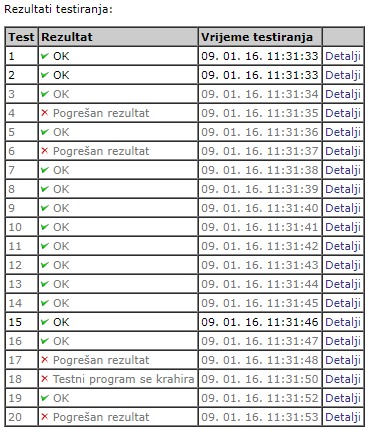 Rezultati testiranja:
Test Rezultat Vrijeme testiranja
1 OK 09. 01. 16. 11:31:33 Detalji
2 OK 09. 01. 16. 11:31:33 Detalji
3 OK 09. 01. 16. 11:31:34 Detalji
4 Pogrešan rezultat 09. 01. 16. 11:31:35 Detalji
5 OK 09. 01. 16. 11:31:36 Detalji
6 Pogrešan rezultat 09. 01. 16. 11:31:37 Detalji
7 OK 09. 01. 16. 11:31:38 Detalji
8 OK 09. 01. 16. 11:31:39 Detalji
9 OK 09. 01. 16. 11:31:40 Detalji
10 OK 09. 01. 16. 11:31:41 Detalji
11 OK 09. 01. 16. 11:31:42 Detalji
12 OK 09. 01. 16. 11:31:43 Detalji
13 OK 09. 01. 16. 11:31:44 Detalji
14 OK 09. 01. 16. 11:31:45 Detalji
15 OK 09. 01. 16. 11:31:46 Detalji
16 OK 09. 01. 16. 11:31:47 Detalji
17 Pogrešan rezultat 09. 01. 16. 11:31:48 Detalji
18 Testni program se krahira 09. 01. 16. 11:31:50 Detalji
19 OK 09. 01. 16. 11:31:52 Detalji
20 Pogrešan rezultat 09. 01. 16. 11:31:53 Detalji